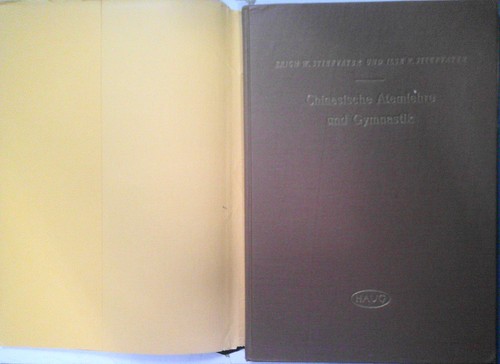 ERICH W. STIEFVATER UND ILSE R. STIEFVATER
Chinesische Atemlehre
und Gymnastik
HAUG